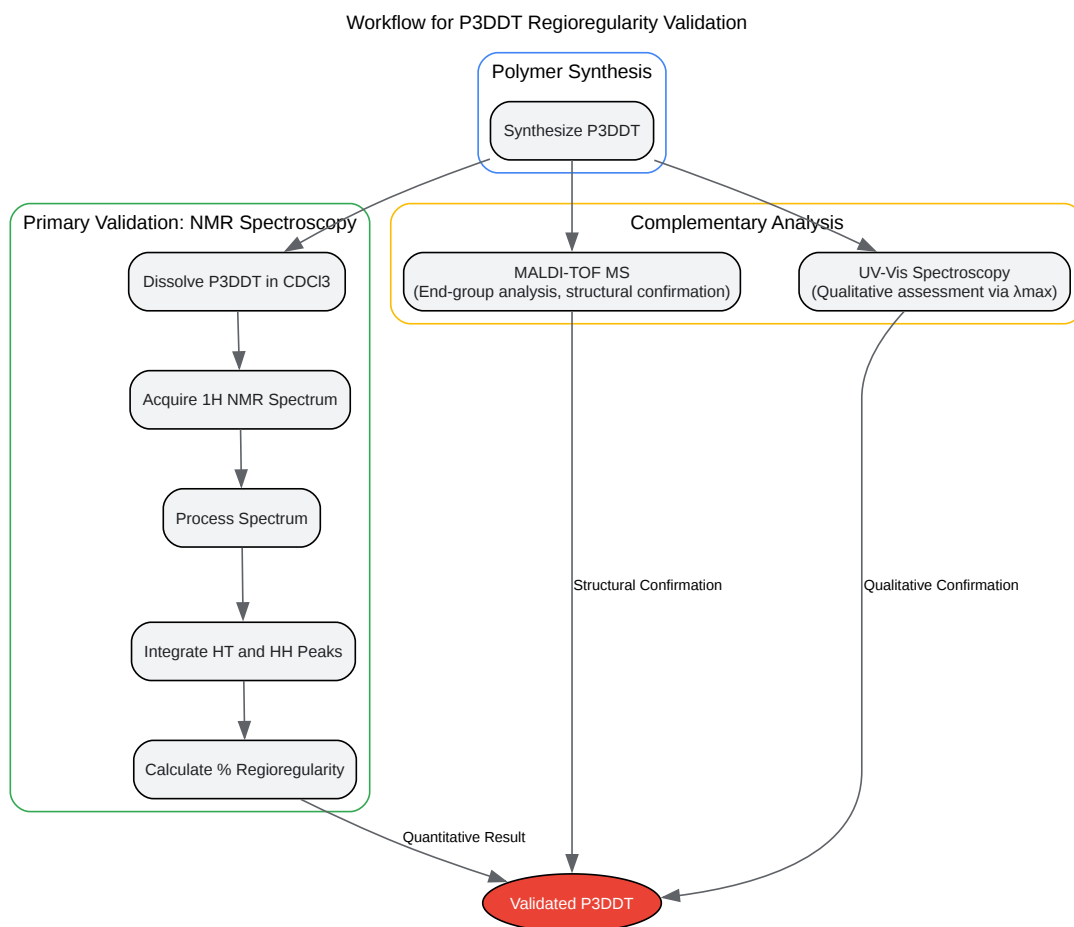 Workflow for P3DDT Regioregularity Validation
Polymer Synthesis
Synthesize P3DDT
Primary Validation: NMR Spectroscopy
Dissolve P3DDT in CDCl3
Acquire 1H NMR Spectrum
Process Spectrum
Integrate HT and HH Peaks
Calculate % Regioregularity
Complementary Analysis
MALDI-TOF MS
(End-group analysis, structural confirmation)
UV-Vis Spectroscopy
(Qualitative assessment via λmax)
Structural Confirmation
Qualitative Confirmation
Quantitative Result
Validated P3DDT